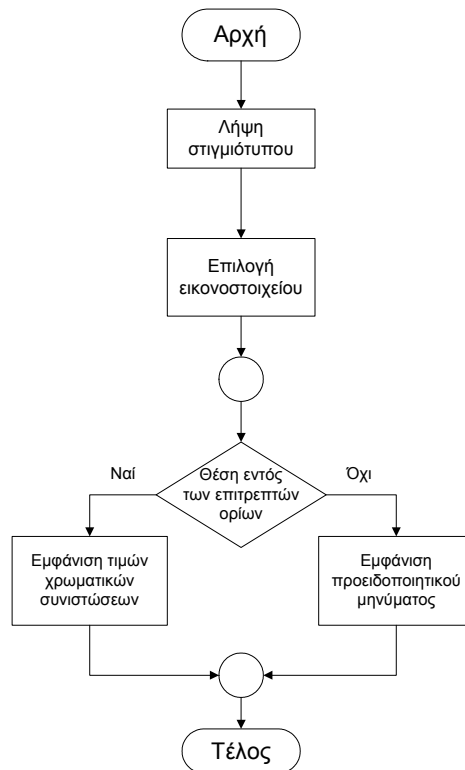 Αρχή
Λήψη
στιγμιότυπου
Επιλογή
εικονοστοιχείου
Ναί
Θέση εντός
των επιτρεπτών
ορίων
Όχι
Εμφάνιση τιμών
χρωματικών
συνιστώσεων
Εμφάνιση
προειδοποιητικού
μηνύματος
Τέλος